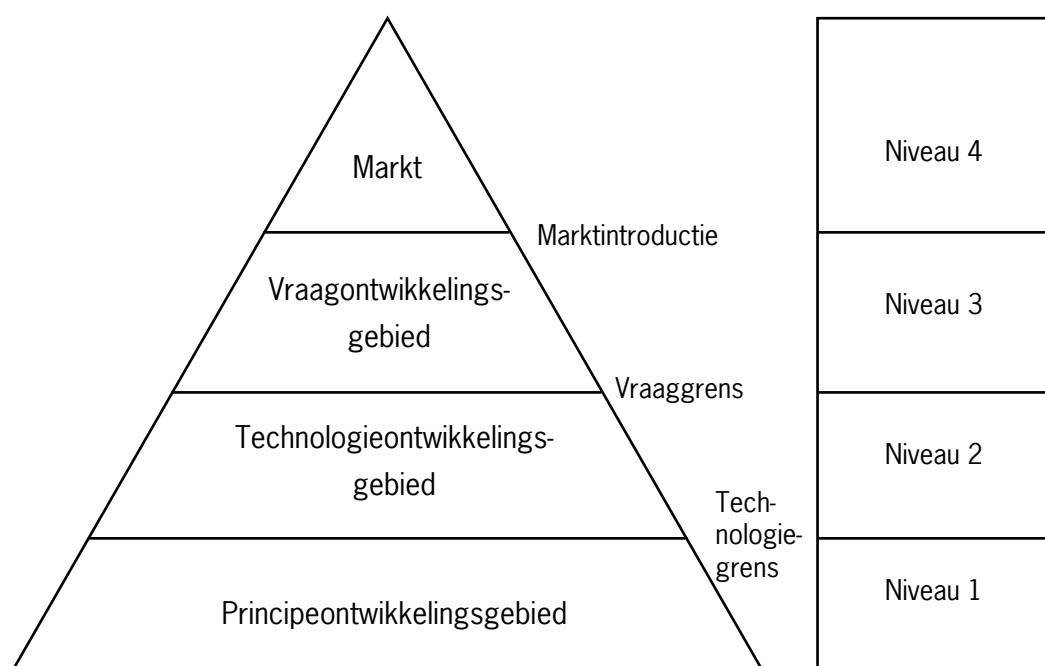 Markt
Niveau 4
Marktintroductie
Vraagontwikkelings-
gebied
Niveau 3
Vraaggrens
Technologieontwikkelings-
gebied
Niveau 2
Tech-
nologie-
grens
Principeontwikkelingsgebied
Niveau 1